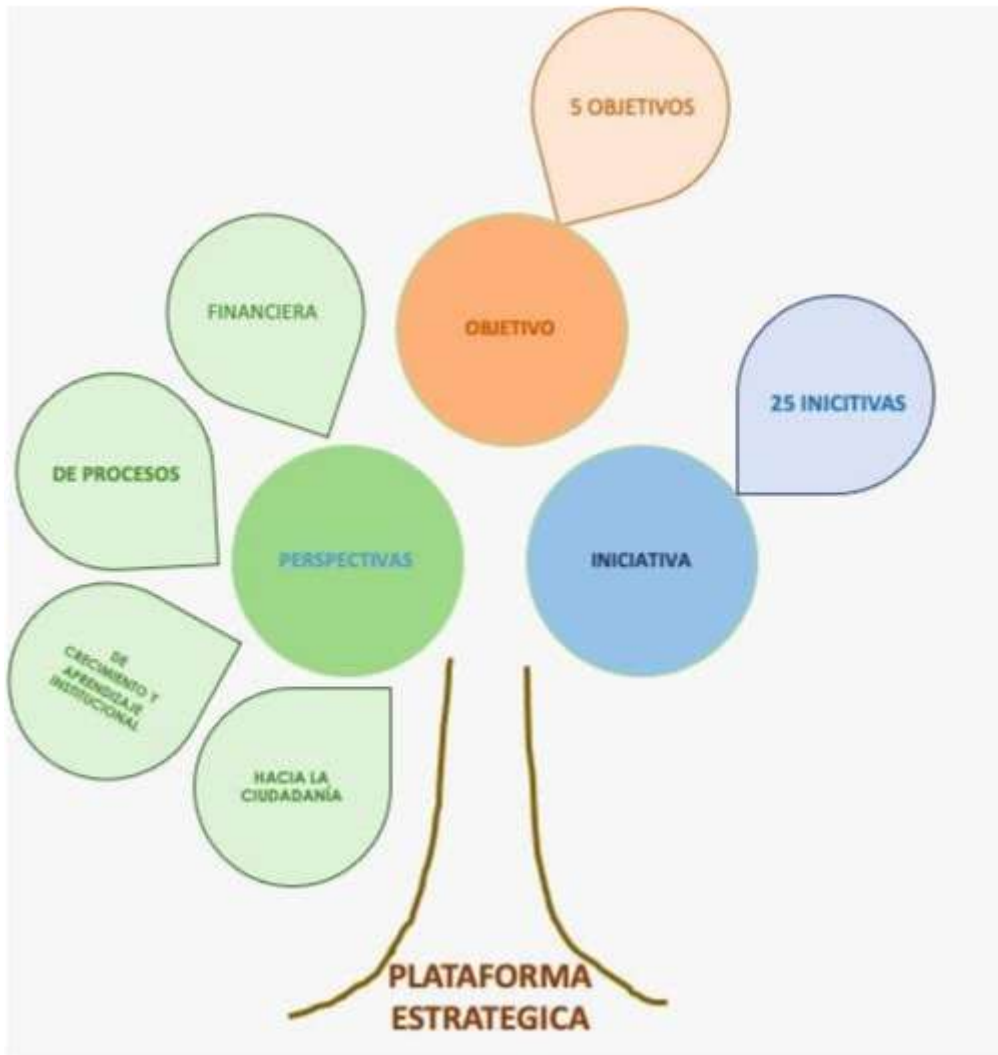 5 OBJETIVOS
FINANCIERA
OBJETIVO
25 INICITIVAS
DE PROCESOS
PERSPECTIVAS
INICIATIVA
DE
CRECIMIENTO Y
APRENDIZAJE
INSTITUCIONAL
HACIA LA
CIUDADANÍA
PLATAFORMA
ESTRATEGICA